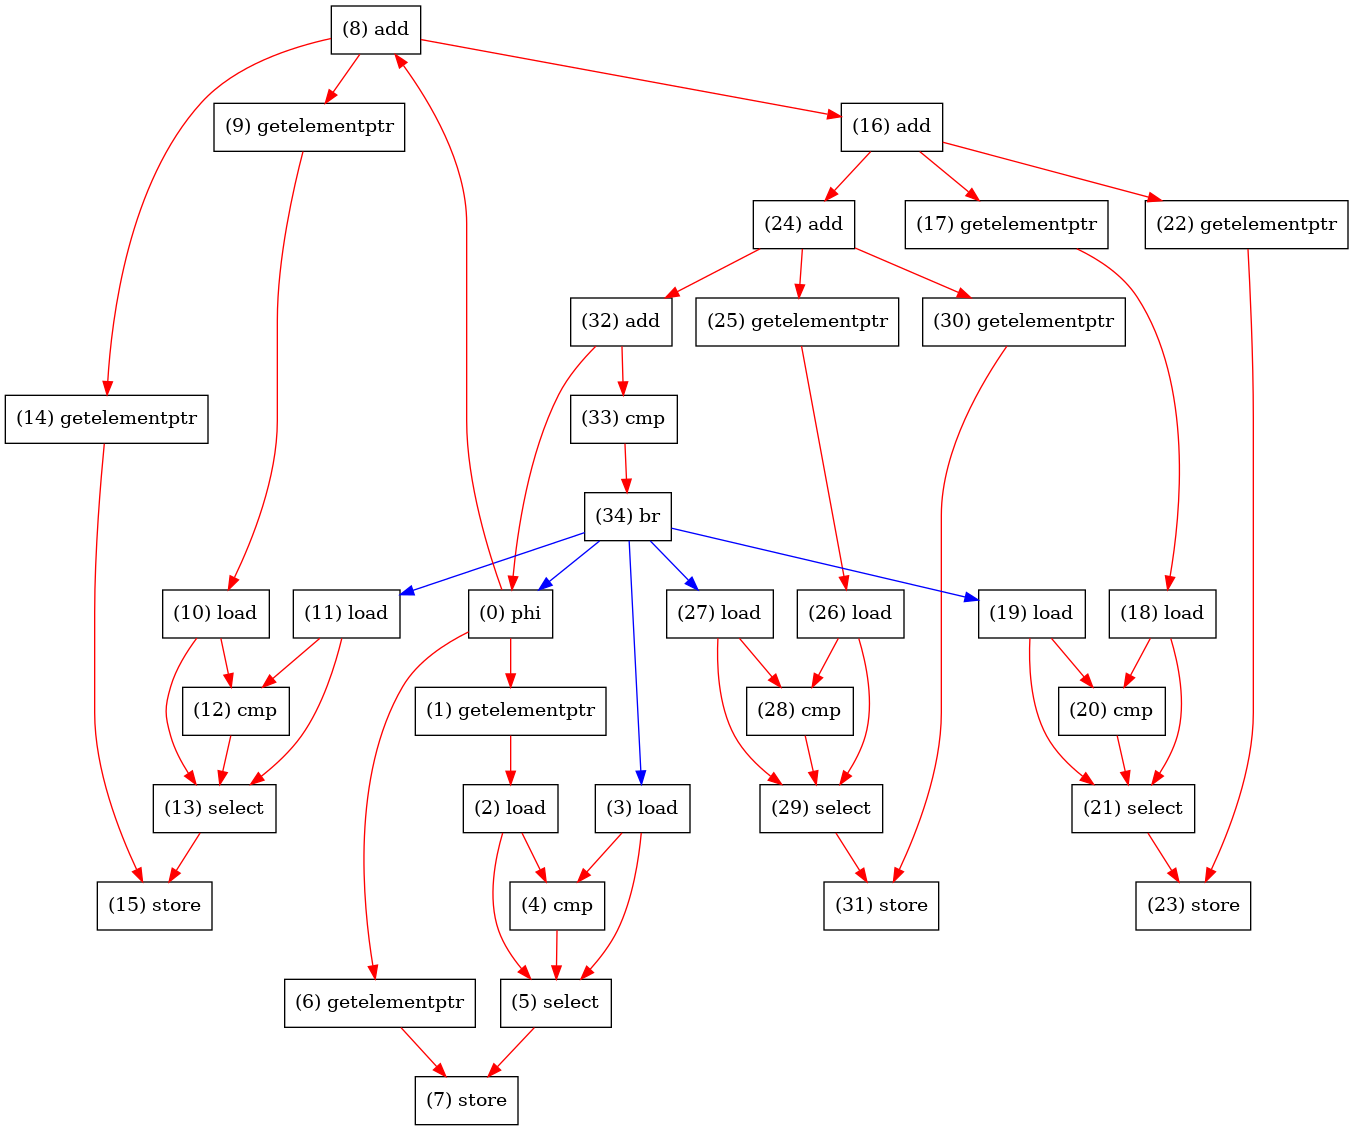 (8) add
(9) getelementptr
(16) add
(24) add
(17) getelementptr
(22) getelementptr
(32) add
(25) getelementptr
(30) getelementptr
(14) getelementptr
(33) cmp
(34) br
(10) load
(11) load
(0) phi
(27) load
(26) load
(19) load
(18) load
(12) cmp
(1) getelementptr
(28) cmp
(20) cmp
(13) select
(2) load
(3) load
(29) select
(21) select
(15) store
(4) cmp
(31) store
(23) store
(6) getelementptr
(5) select
(7) store